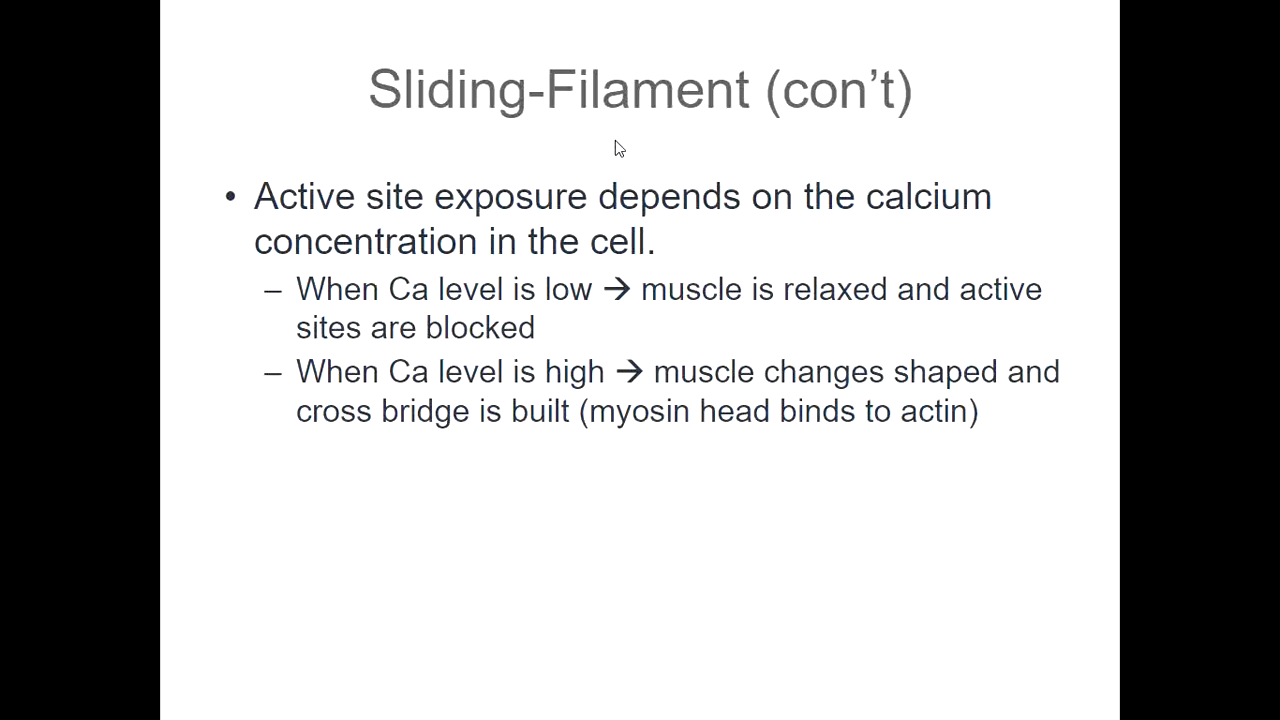 Sliding-Filament (con’t)
• Active site exposure depends on the calcium
concentration in the cell.
– When Ca level is low → muscle is relaxed and active
sites are blocked
– When Ca level is high → muscle changes shaped and
cross bridge is built (myosin head binds to actin)